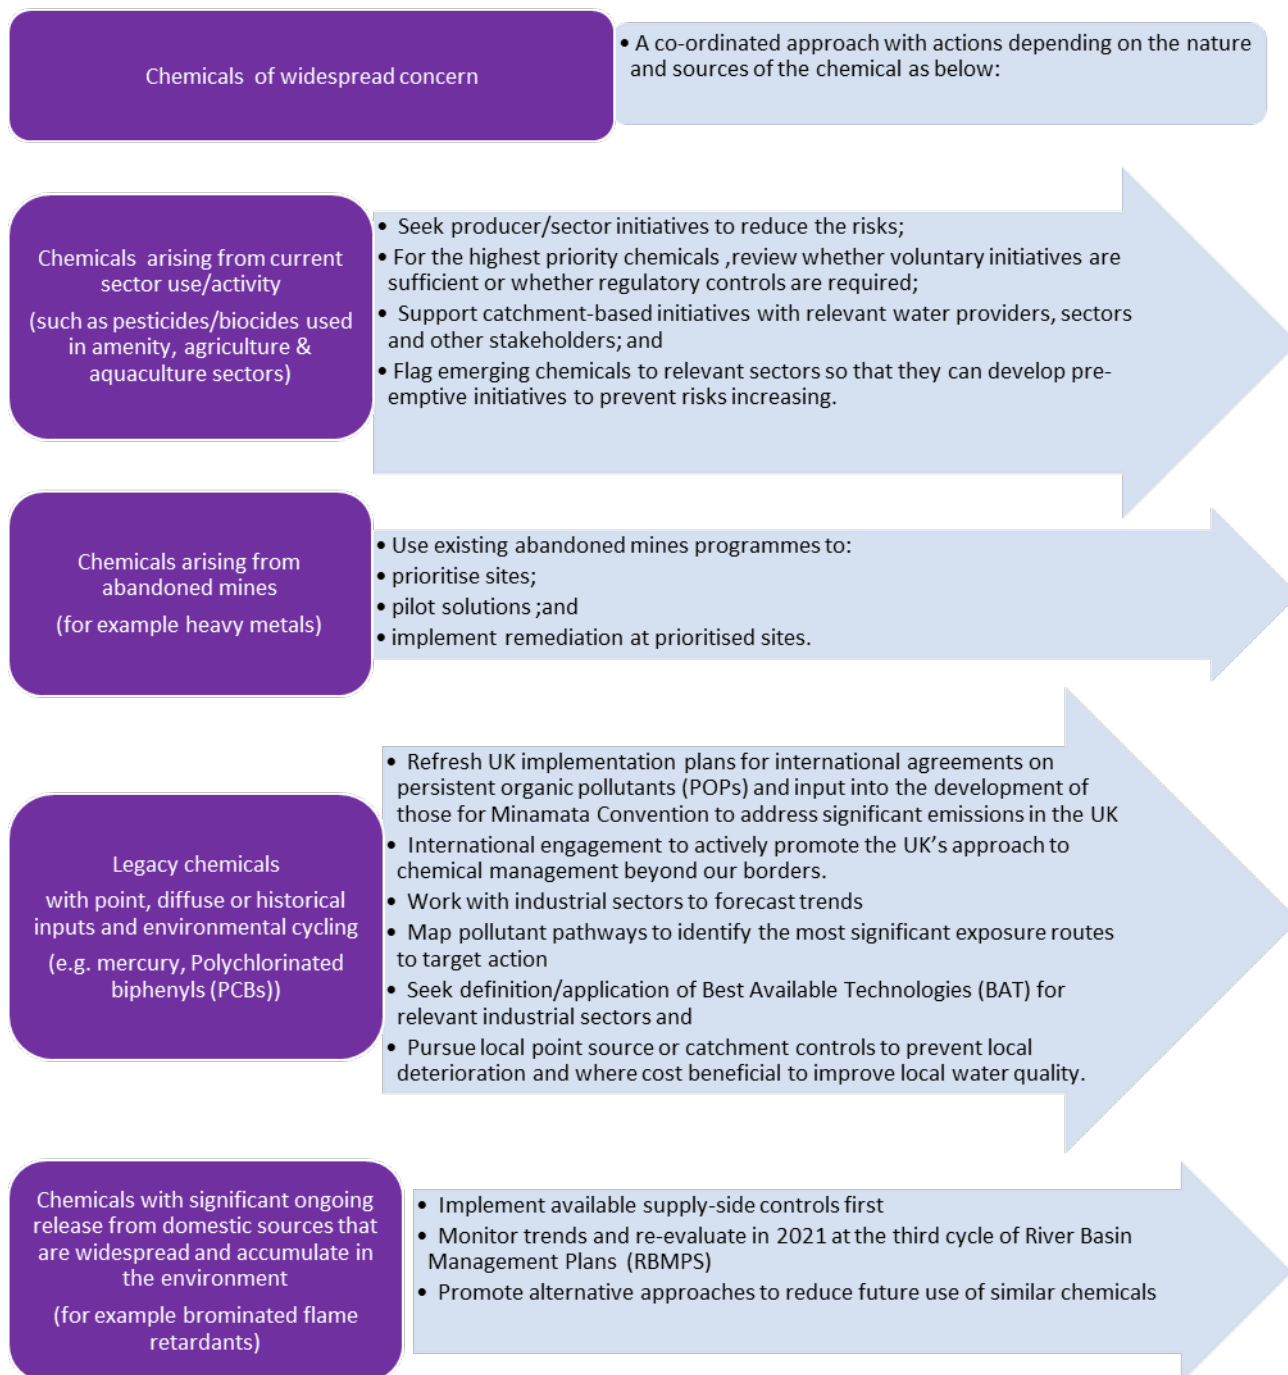 Chemicals of widespread concern
• A co-ordinated approach with actions depending on the nature
and sources of the chemical as below:
Chemicals arising from current
sector use/activity
(such as pesticides/biocides used
in amenity, agriculture &
aquaculture sectors)
• Seek producer/sector initiatives to reduce the risks;
• For the highest priority chemicals ,review whether voluntary initiatives are
sufficient or whether regulatory controls are required;
• Support catchment-based initiatives with relevant water providers, sectors
and other stakeholders; and
• Flag emerging chemicals to relevant sectors so that they can develop pre-
emptive initiatives to prevent risks increasing.
Chemicals arising from
abandoned mines
(for example heavy metals)
• Use existing abandoned mines programmes to:
• prioritise sites;
• pilot solutions ;and
• implement remediation at prioritised sites.
Legacy chemicals
with point, diffuse or historical
inputs and environmental cycling
(e.g. mercury, Polychlorinated
biphenyls (PCBs))
• Refresh UK implementation plans for international agreements on
persistent organic pollutants (POPs) and input into the development of
those for Minamata Convention to address significant emissions in the UK
• International engagement to actively promote the UK’s approach to
chemical management beyond our borders.
• Work with industrial sectors to forecast trends
• Map pollutant pathways to identify the most significant exposure routes
to target action
• Seek definition/application of Best Available Technologies (BAT) for
relevant industrial sectors and
• Pursue local point source or catchment controls to prevent local
deterioration and where cost beneficial to improve local water quality.
Chemicals with significant ongoing
release from domestic sources that
are widespread and accumulate in
the environment
(for example brominated flame
retardants)
• Implement available supply-side controls first
• Monitor trends and re-evaluate in 2021 at the third cycle of River Basin
Management Plans (RBMPS)
• Promote alternative approaches to reduce future use of similar chemicals